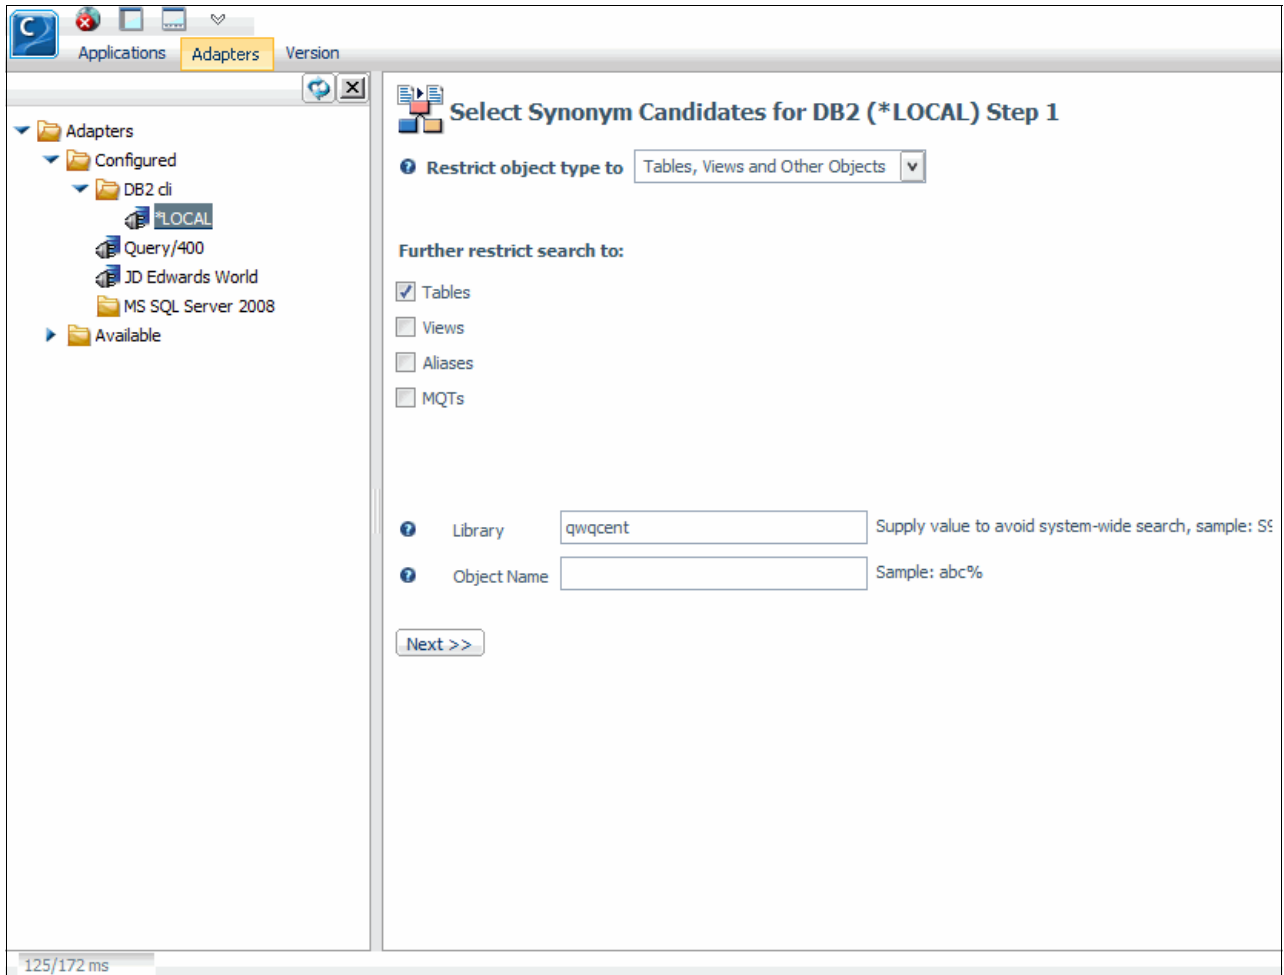 Applications Adapters Version
Adapters
Configured
DB2 cli
*LOCAL
Query/400
JD Edwards World
MS SQL Server 2008
Available
Select Synonym Candidates for DB2 (*LOCAL) Step 1
Restrict object type to Tables, Views and Other Objects
Further restrict search to:
Tables
Views
Aliases
MQTs
Library qwqcent Supply value to avoid system-wide search, sample: S9
Object Name Sample: abc%
Next >>
125/172 ms